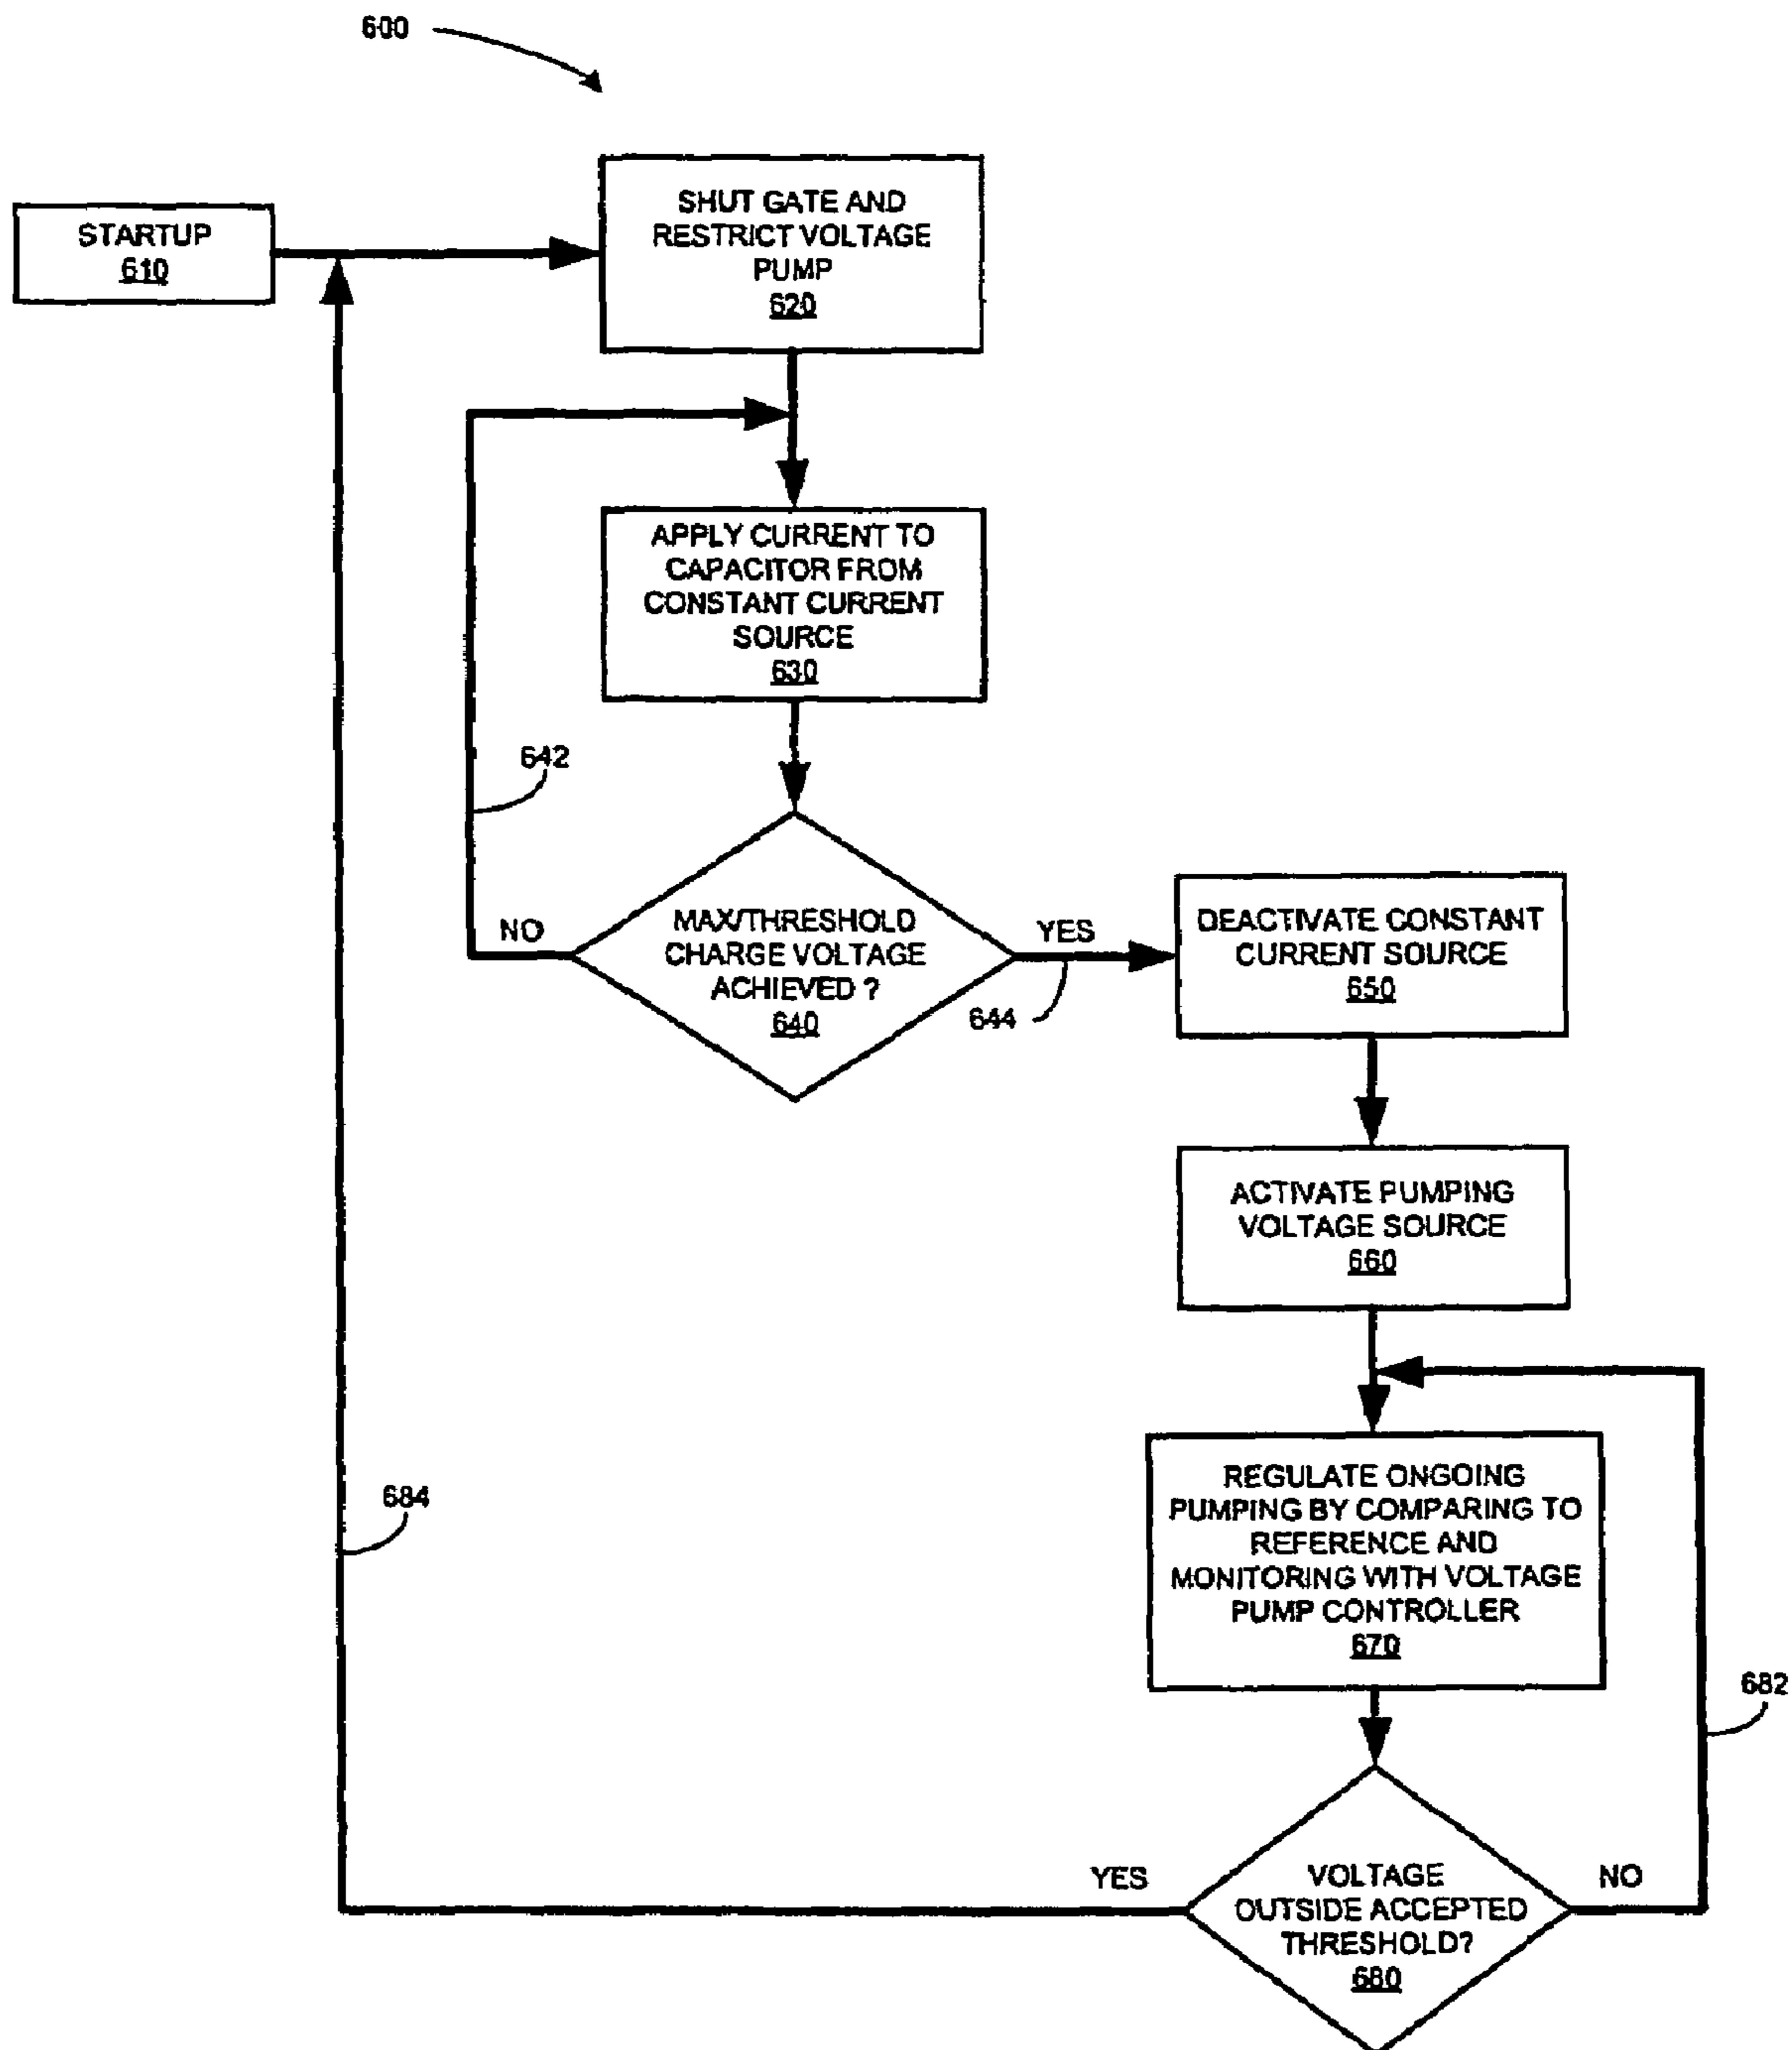 600
STARTUP
610
SHUT GATE AND
RESTRICT VOLTAGE
PUMP
620
APPLY CURRENT TO
CAPACITOR FROM
CONSTANT CURRENT
SOURCE
630
642
NO
MAX/THRESHOLD
CHARGE VOLTAGE
ACHIEVED ?
640
YES
644
DEACTIVATE CONSTANT
CURRENT SOURCE
650
ACTIVATE PUMPING
VOLTAGE SOURCE
660
REGULATE ONGOING
PUMPING BY COMPARING TO
REFERENCE AND
MONITORING WITH VOLTAGE
PUMP CONTROLLER
670
684
682
YES
VOLTAGE
OUTSIDE ACCEPTED
THRESHOLD?
680
NO